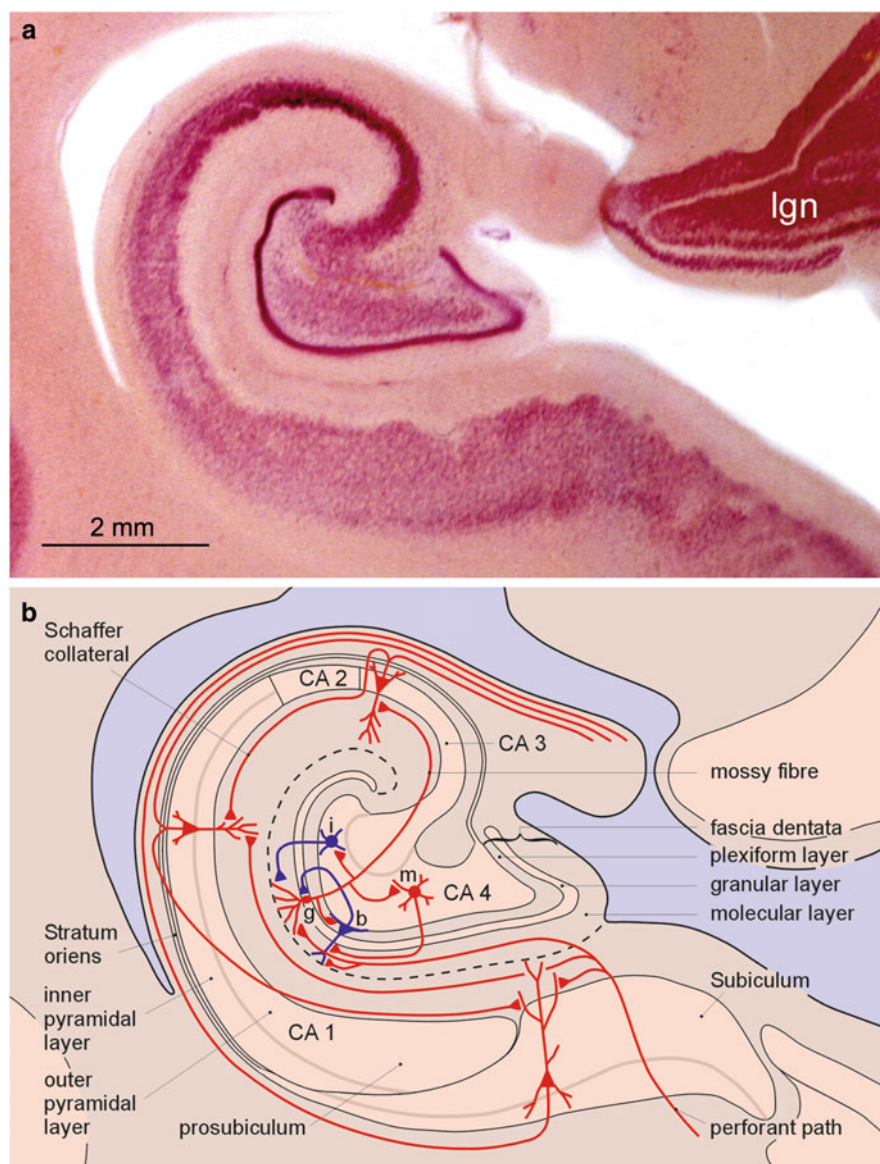 a
lgn
2 mm
b
Schaffer
collateral
CA 2
CA 3
mossy fibre
fascia dentata
plexiform layer
granular layer
molecular layer
i
m
CA 4
g
b
Stratum
oriens
inner
pyramidal
layer
outer
pyramidal
layer
CA 1
Subiculum
prosubiculum
perforant path